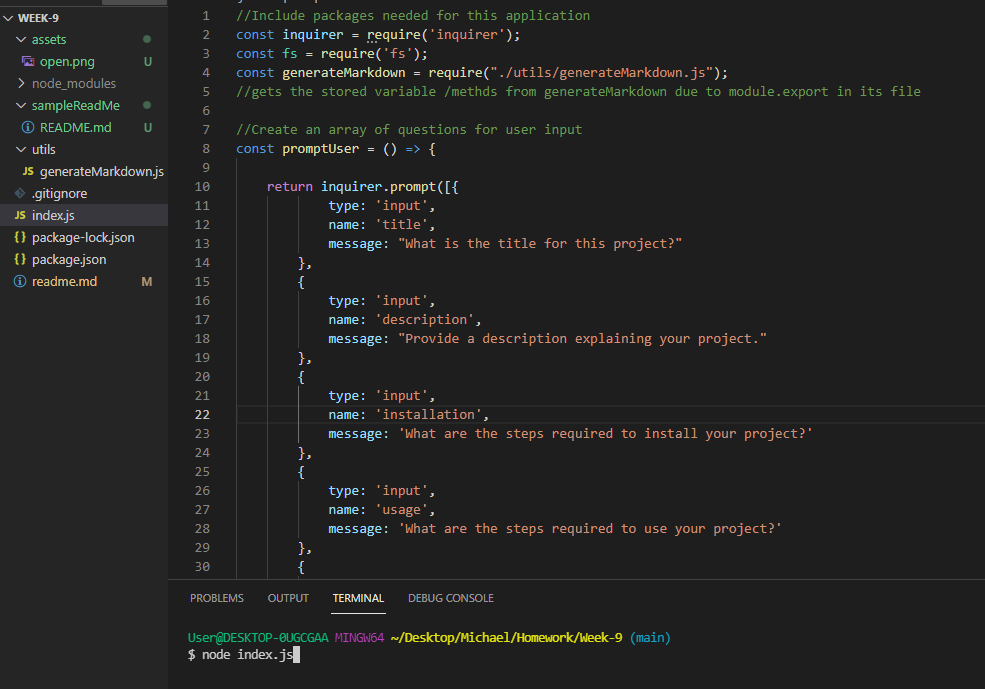 WEEK-9
assets
open.png U
node_modules
sampleReadMe
README.md U
utils
JS generateMarkdown.js
.gitignore
JS index.js
{} package-lock.json
{} package.json
readme.md M
1 //Include packages needed for this application
2 const inquirer = require('inquirer');
3 const fs = require('fs');
4 const generateMarkdown = require("./utils/generateMarkdown.js");
5 //gets the stored variable /methds from generateMarkdown due to module.export in its file
6
7 //Create an array of questions for user input
8 const promptUser = () => {
9
10 return inquirer.prompt([{
11 type: 'input',
12 name: 'title',
13 message: "What is the title for this project?"
14 },
15 {
16 type: 'input',
17 name: 'description',
18 message: "Provide a description explaining your project."
19 },
20 {
21 type: 'input',
22 name: 'installation',
23 message: 'What are the steps required to install your project?'
24 },
25 {
26 type: 'input',
27 name: 'usage',
28 message: 'What are the steps required to use your project?'
29 },
30 {
PROBLEMS OUTPUT TERMINAL DEBUG CONSOLE
User@DESKTOP-0UGCGAA MINGW64 ~/Desktop/Michael/Homework/Week-9 (main)
$ node index.js